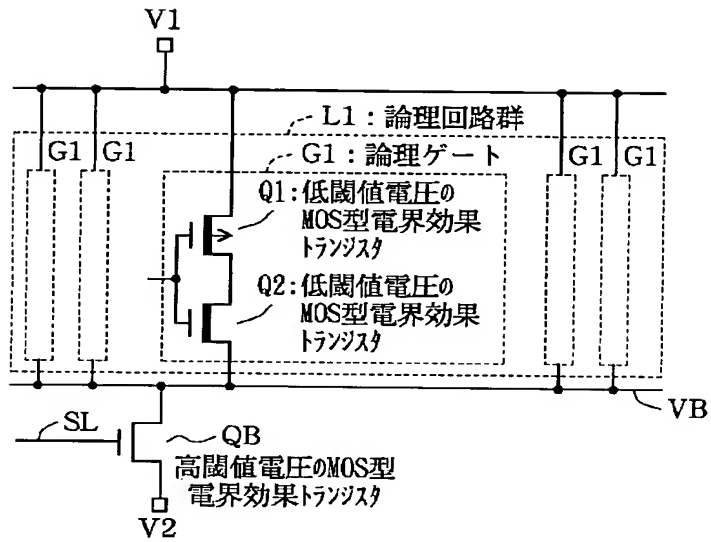 V1
L1：論理回路群
G1 G1
G1：論理ゲート
G1 G1
Q1：低閾値電圧の
MOS型電界効果
トランジスタ
Q2：低閾値電圧の
MOS型電界効果
トランジスタ
VB
SL
QB
高閾値電圧のMOS型
電界効果トランジスタ
V2